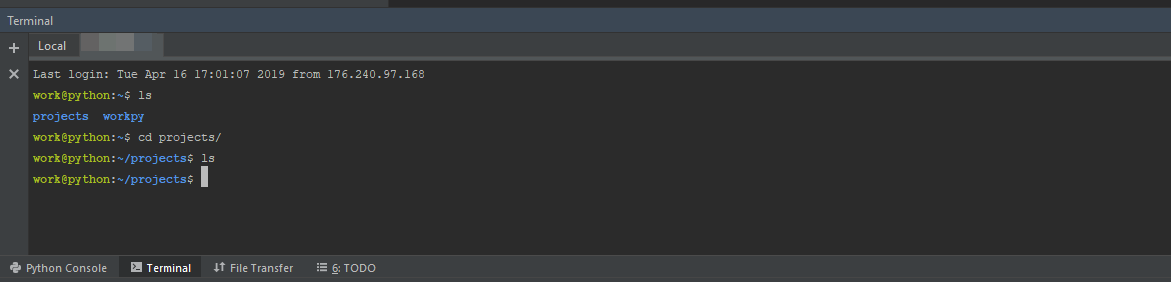 Terminal
Local
Last login: Tue Apr 16 17:01:07 2019 from 176.240.97.168
work@python:~$ ls
projects  workpy
work@python:~$ cd projects/
work@python:~/projects$ ls
work@python:~/projects$
Python Console Terminal File Transfer 6: TODO